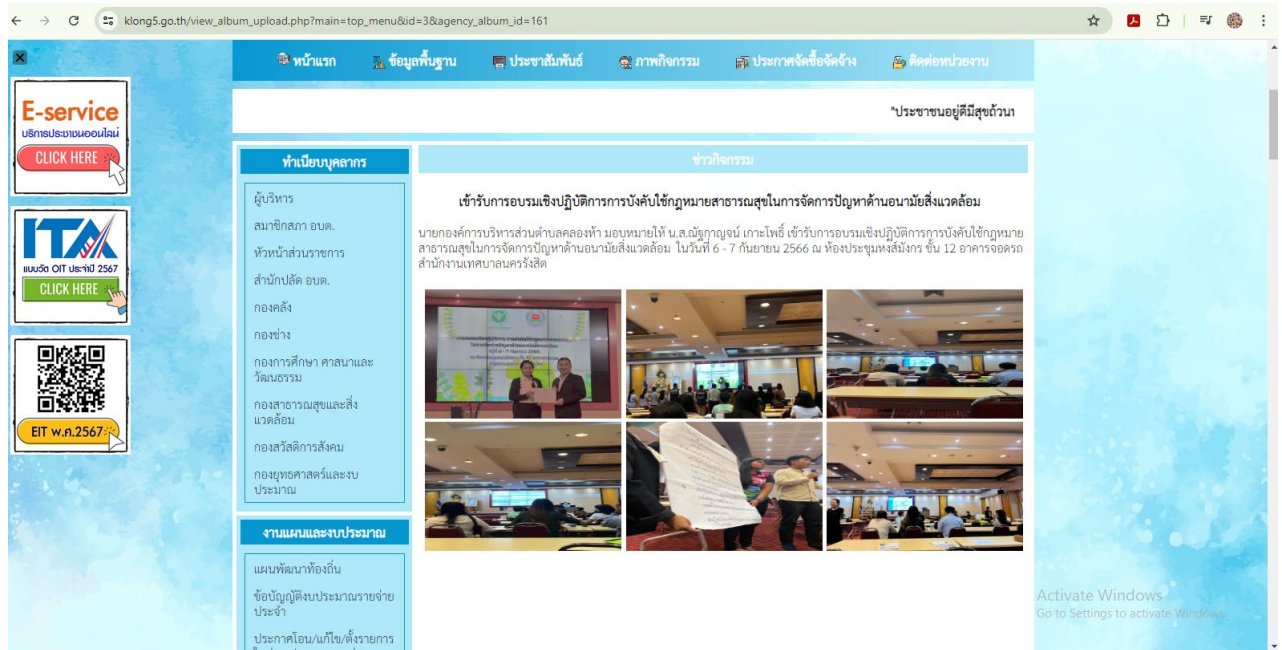 klong5.go.th/view_album_upload.php?main=top_menu&id=3&agency_album_id=161
หน้าแรก ข้อมูลพื้นฐาน ประชาสัมพันธ์ ภาพกิจกรรม ประกาศจัดซื้อจัดจ้าง ติดต่อหน่วยงาน
"ประชาชนอยู่ดีมีสุขถ้วนห
E-service
บริการประชาชนออนไลน์
CLICK HERE
ITA
แบบวัด OIT ประจำปี 2567
CLICK HERE
EIT พ.ศ.2567
ทำเนียบบุคลากร
ผู้บริหาร
สมาชิกสภา อบต.
หัวหน้าส่วนราชการ
สำนักปลัด อบต.
กองคลัง
กองช่าง
กองการศึกษา ศาสนาและ
วัฒนธรรม
กองสาธารณสุขและสิ่ง
แวดล้อม
กองสวัสดิการสังคม
กองยุทธศาสตร์และงบ
ประมาณ
งานแผนและงบประมาณ
แผนพัฒนาท้องถิ่น
ข้อบัญญัติงบประมาณรายจ่าย
ประจำ
ประกาศโอน/แก้ไข/ตั้งรายการ
ข่าวกิจกรรม
เข้ารับการอบรมเชิงปฏิบัติการการบังคับใช้กฎหมายสาธารณสุขในการจัดการปัญหาด้านอนามัยสิ่งแวดล้อม
นายกองค์การบริหารส่วนตำบลคลองห้า มอบหมายให้ น.ส.ณัฐกาญจน์ เกาะโพธิ์ เข้ารับการอบรมเชิงปฏิบัติการการบังคับใช้กฎหมาย
สาธารณสุขในการจัดการปัญหาด้านอนามัยสิ่งแวดล้อม ในวันที่ 6 - 7 กันยายน 2566 ณ ห้องประชุมหงส์มังกร ชั้น 12 อาคารจอดรถ
สำนักงานเทศบาลนครรังสิต
Activate Windows
Go to Settings to activate Windows.